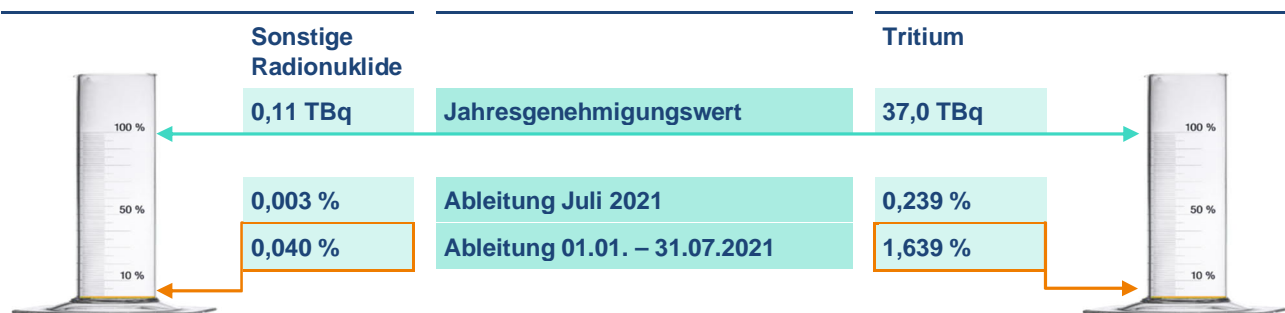 Sonstige
Radionuklide
Tritium
0,11 TBq
Jahresgenehmigungswert
37,0 TBq
100 %
100 %
0,003 %
Ableitung Juli 2021
0,239 %
50 %
50 %
0,040 %
Ableitung 01.01. – 31.07.2021
1,639 %
10 %
10 %